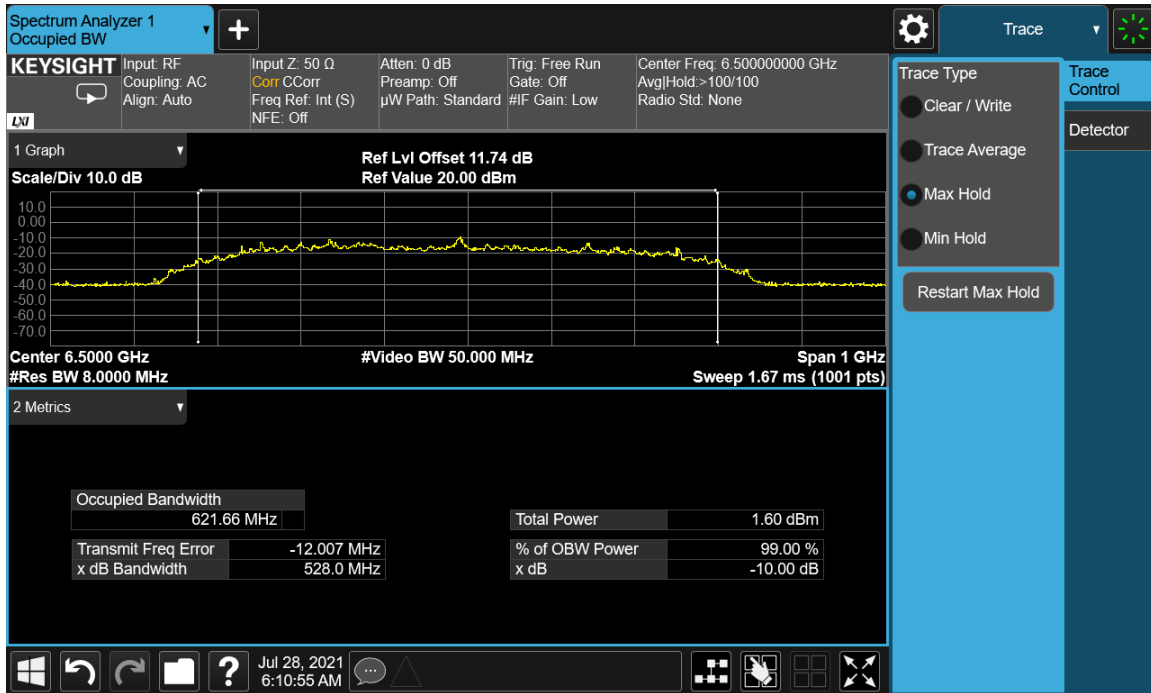 Spectrum Analyzer 1
Occupied BW
+
Trace
KEYSIGHT
LXI
Input: RF
Coupling: AC
Align: Auto
Input Z: 50 Ω
Corr CCorr
Freq Ref: Int (S)
NFE: Off
Atten: 0 dB
Preamp: Off
µW Path: Standard
Trig: Free Run
Gate: Off
#IF Gain: Low
Center Freq: 6.500000000 GHz
Avg|Hold:>100/100
Radio Std: None
Trace Type
Clear / Write
Trace Average
Max Hold
Min Hold
Restart Max Hold
Trace
Control
Detector
1 Graph
Scale/Div 10.0 dB
Ref Lvl Offset 11.74 dB
Ref Value 20.00 dBm
10.0
0.00
-10.0
-20.0
-30.0
-40.0
-50.0
-60.0
-70.0
Center 6.5000 GHz
#Video BW 50.000 MHz
Span 1 GHz
#Res BW 8.0000 MHz
Sweep 1.67 ms (1001 pts)
2 Metrics
Occupied Bandwidth
621.66 MHz
Total Power 1.60 dBm
Transmit Freq Error -12.007 MHz
% of OBW Power 99.00 %
x dB Bandwidth 528.0 MHz
x dB -10.00 dB
?
Jul 28, 2021
6:10:55 AM